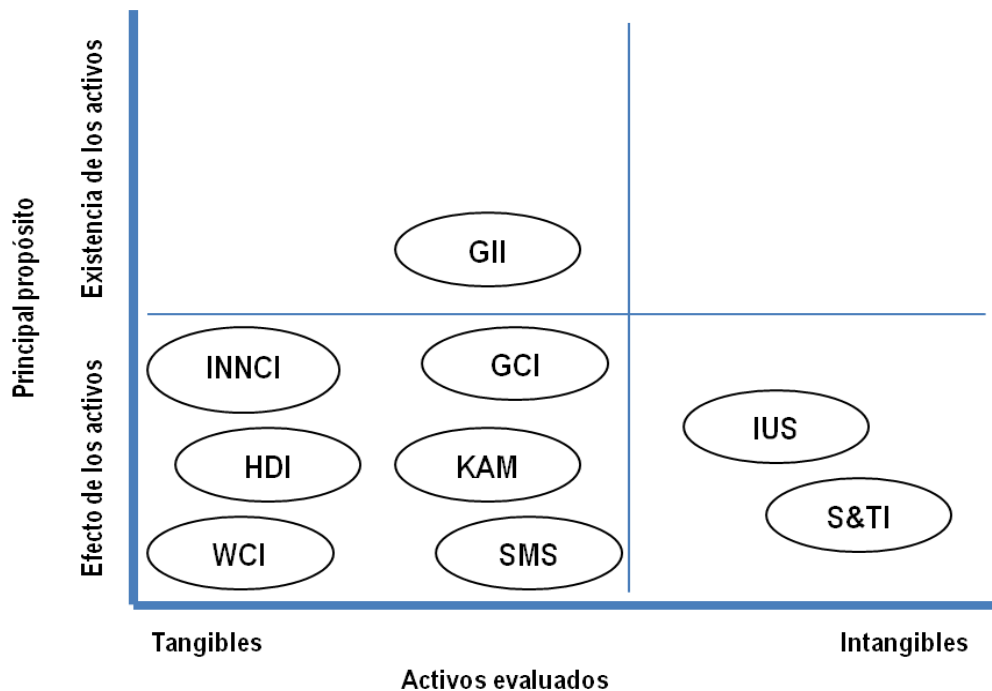 Principal propósito
Existencia de los activos
Efecto de los activos
GII
INNCI
GCI
IUS
HDI
KAM
S&TI
WCI
SMS
Tangibles
Intangibles
Activos evaluados